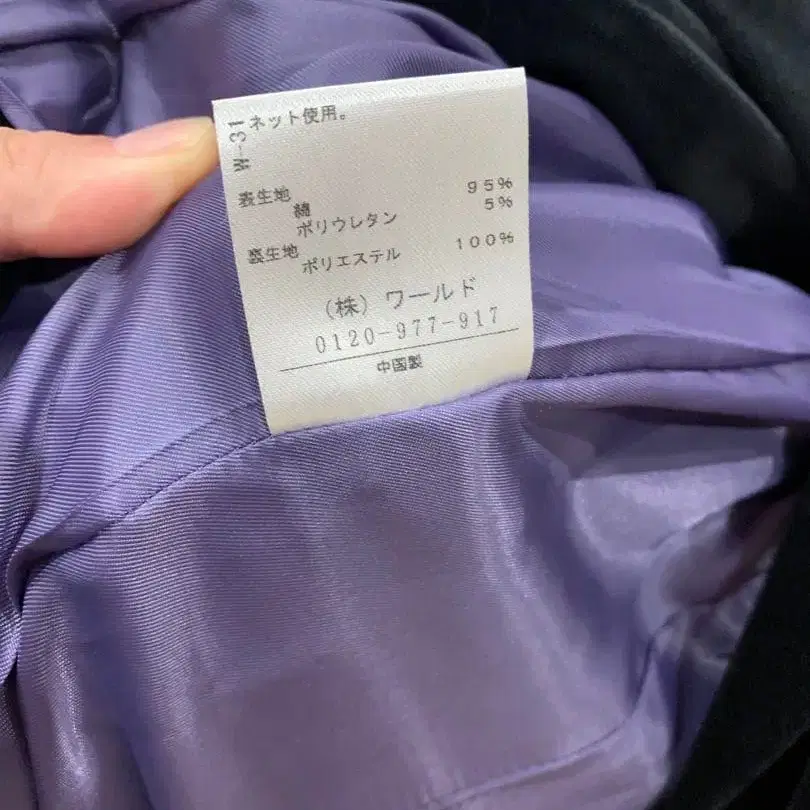 W-31
ネット使用。
表生地
綿 95%
ポリウレタン 5%
裏生地
ポリエステル 100%
(株) ワールド
0120-977-917
中国製